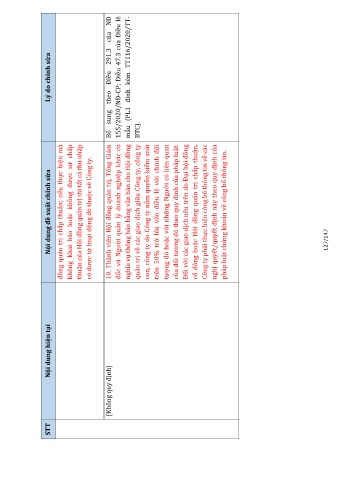 STT
Nội dung hiện tại
Nội dung đề xuất chỉnh sửa
Lý do chỉnh sửa
đồng quản trị chấp thuận, nếu thực hiện mà
không khai báo hoặc không được sự chấp
thuận của Hội đồng quản trị thì tất cả thu nhập
có được từ hoạt động đó thuộc về Công ty.
[Không quy định]
10. Thành viên Hội đồng quản trị, Tổng Giám
đốc và Người quản lý doanh nghiệp khác có
nghĩa vụ thông báo bằng văn bản cho Hội đồng
quản trị về các giao dịch giữa Công ty, công ty
con, công ty do Công ty nắm quyền kiểm soát
trên 50% trở lên vốn điều lệ với chính đối
tượng đó hoặc với những Người có liên quan
của đối tượng đó theo quy định của pháp luật.
Đối với các giao dịch nêu trên do Đại hội đồng
cổ đông hoặc Hội đồng quản trị chấp thuận,
Công ty phải thực hiện công bố thông tin về các
nghị quyết/quyết định này theo quy định của
pháp luật chứng khoán về công bố thông tin.
Bổ sung theo Điều 291.3 của NĐ
155/2020/NĐ-CP; Điều 47.3 của Điều lệ
mẫu (PL1 đính kèm TT116/2020/TT-
BTC).
127/147